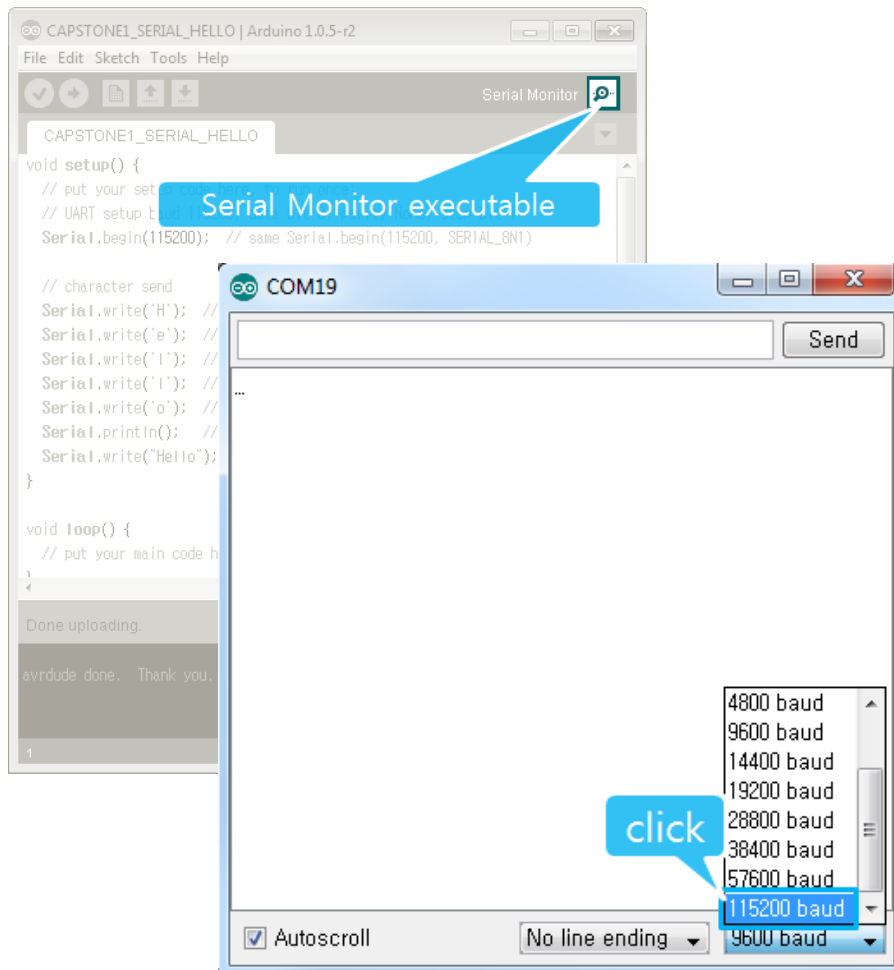 CAPSTONE1_SERIAL_HELLO | Arduino 1.0.5-r2
File Edit Sketch Tools Help
Serial Monitor
CAPSTONE1_SERIAL_HELLO
void setup() {
// put your setup code here, to run once:
Serial Monitor executable
// UART setup
Serial.begin(115200); // same Serial.begin(115200, SERIAL_8N1)
// character send
Serial.write('H'); //
Serial.write('e'); //
Serial.write('l'); //
Serial.write('l'); //
Serial.write('o'); //
Serial.println(); //
Serial.write("Hello");
}
void loop() {
// put your main code h
}
Done uploading.
avrdude done. Thank you.
1
COM19
Send
...
4800 baud
9600 baud
14400 baud
19200 baud
28800 baud
38400 baud
57600 baud
115200 baud
click
Autoscroll
No line ending
9600 baud